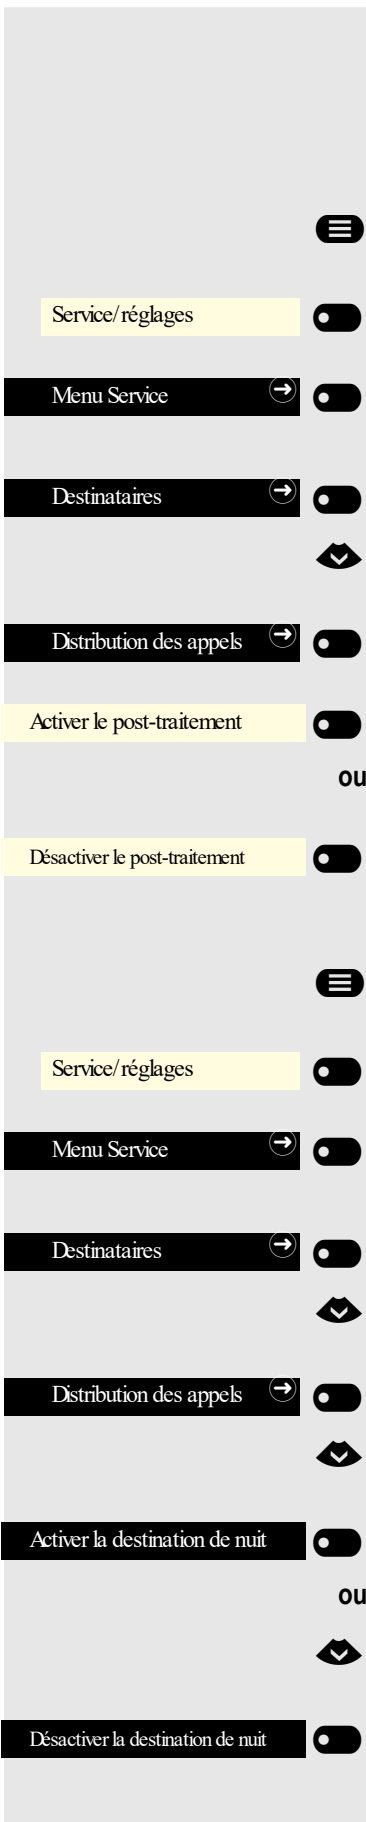 Service/réglages
Menu Service
Destinataires
Distribution des appels
Activer le post-traitement
ou
Désactiver le post-traitement
Service/réglages
Menu Service
Destinataires
Distribution des appels
Activer la destination de nuit
ou
Désactiver la destination de nuit